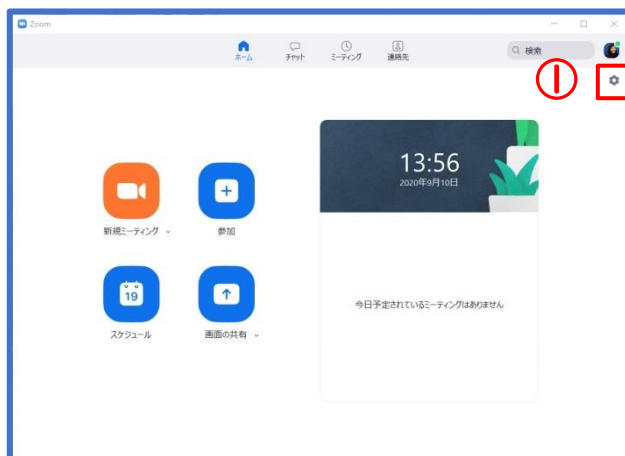 Zoom
ホーム
チャット
ミーティング
連絡先
検索
①
13:56
2020年9月10日
新規ミーティング
参加
19
スケジュール
画面の共有
今日予定されているミーティングはありません